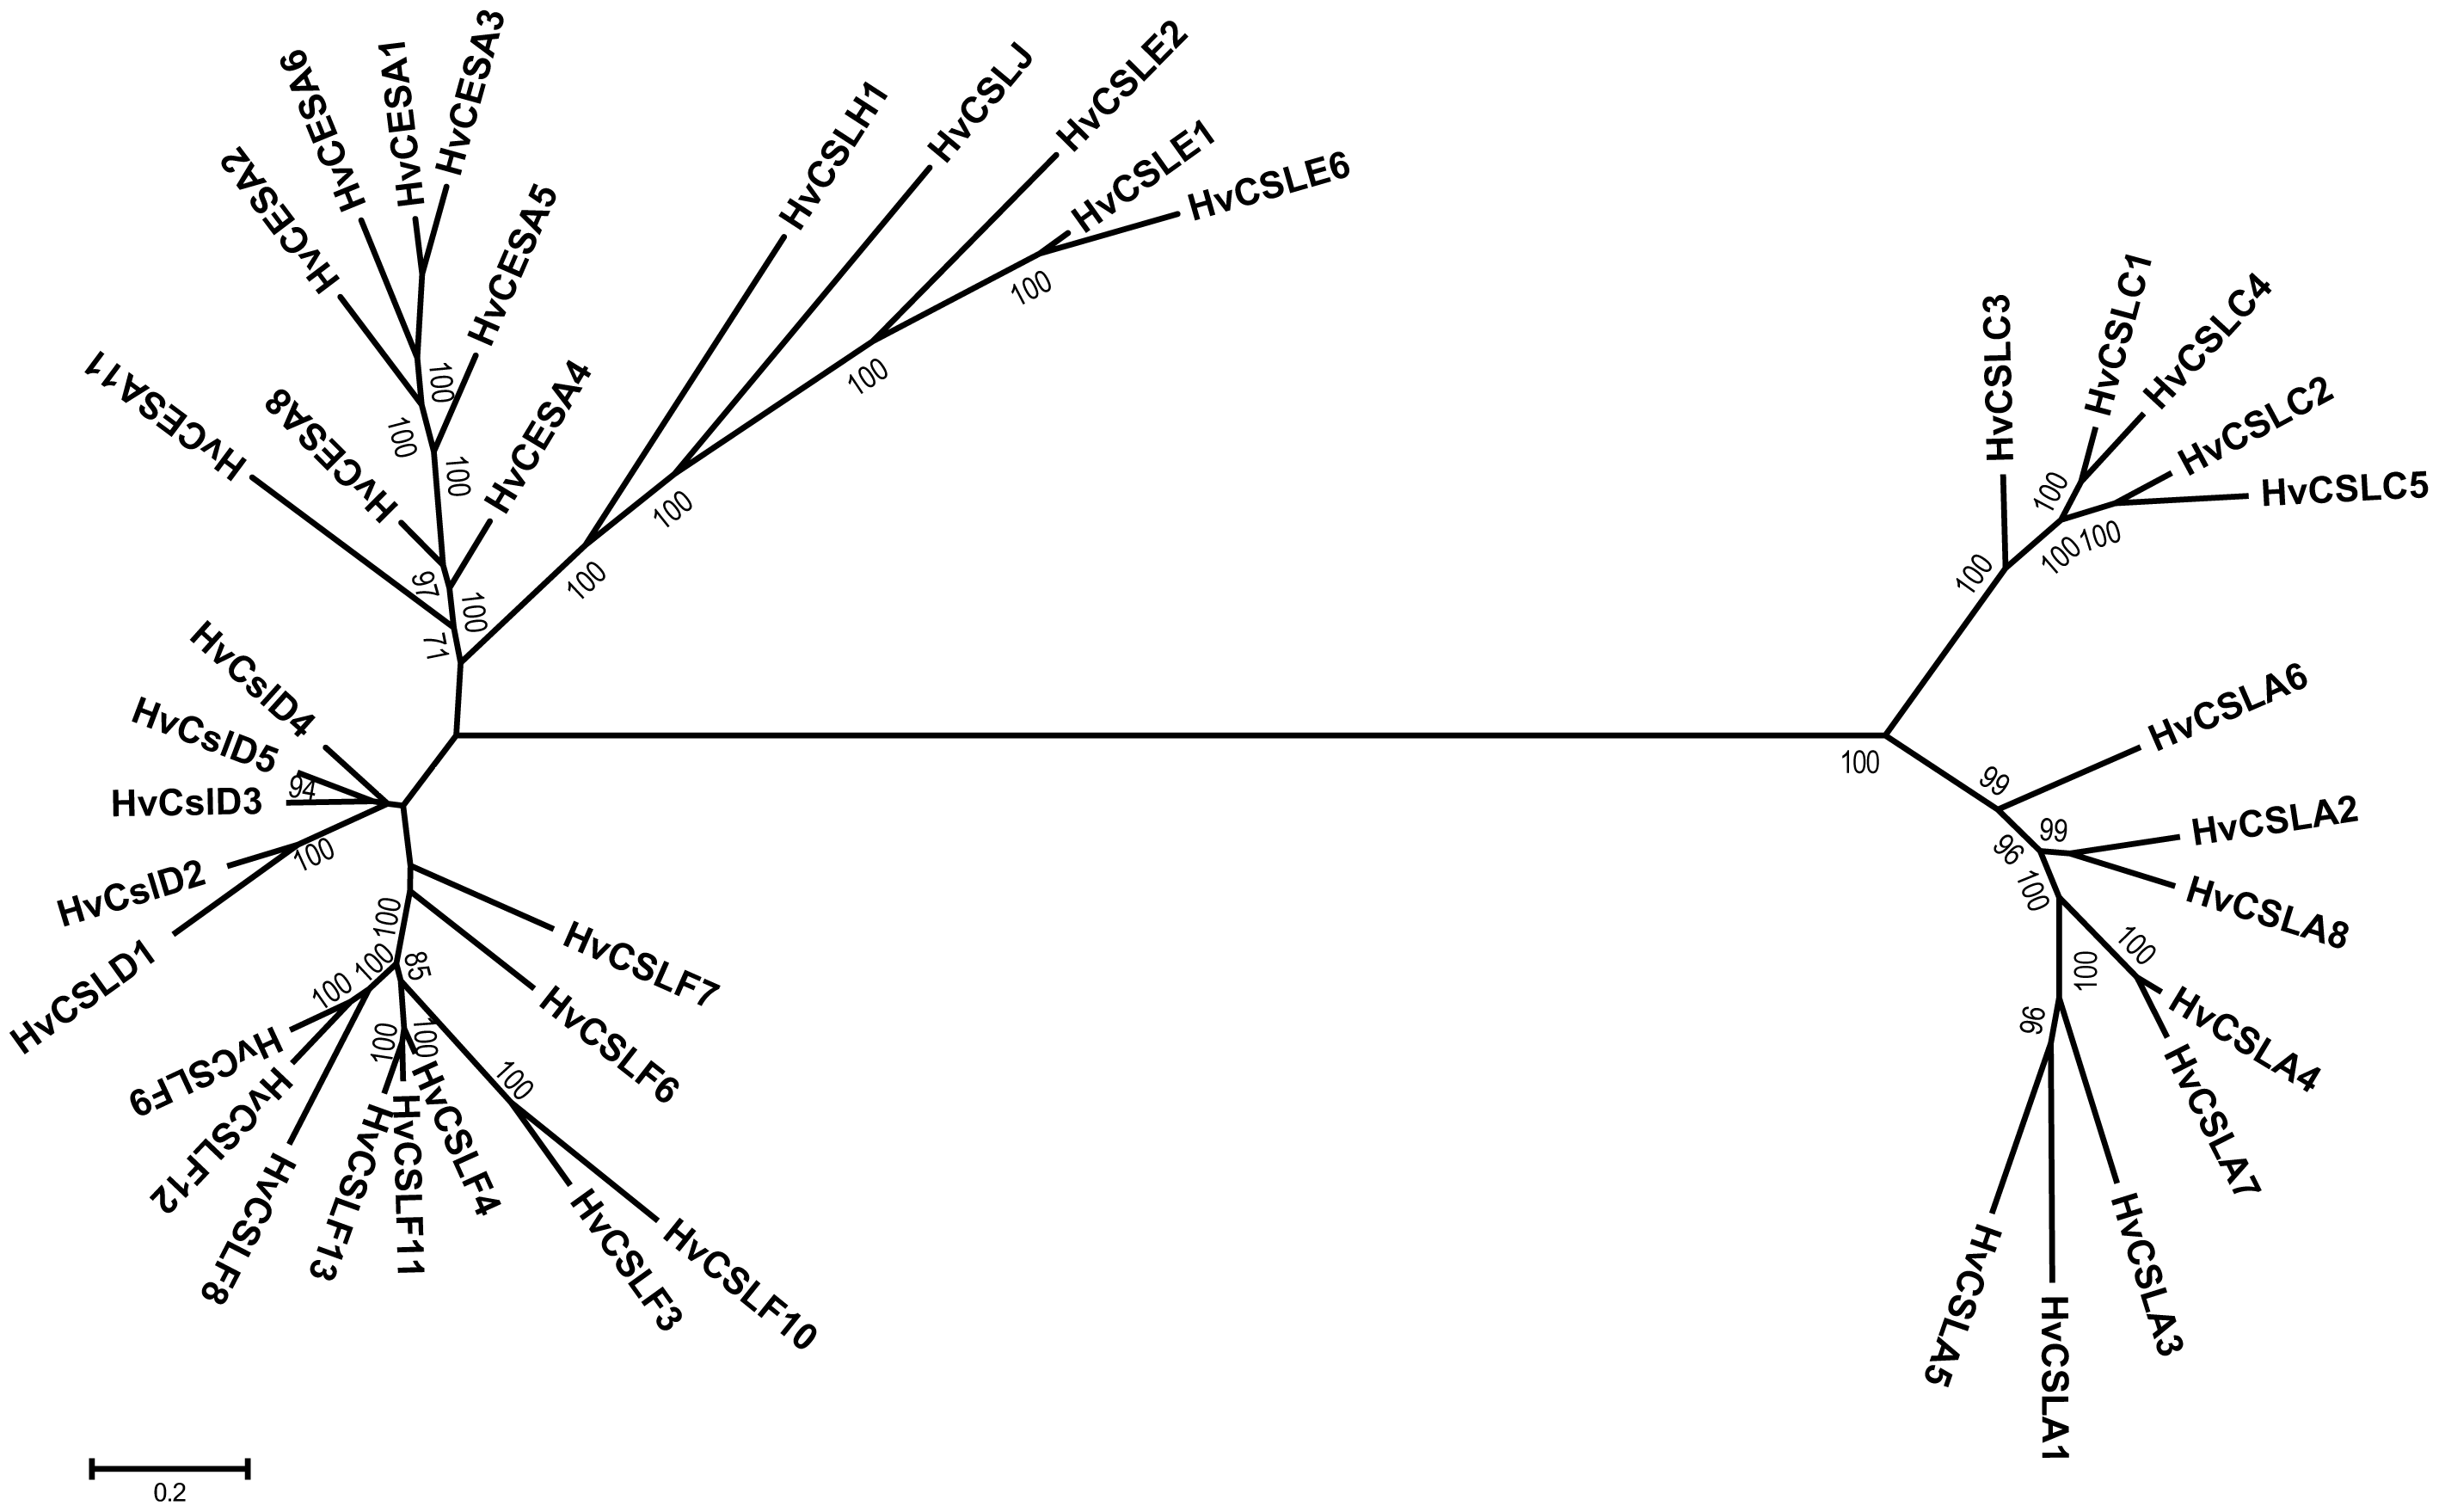 HvCESA7
HvCESA2
HvCESA6
HvCESA1
HvCESA3
HvCESA5
HvCESA8
HvCESA4
100
100
100
97
100
71
HvCSLH1
HvCSLJ
HvCSLE2
HvCSLE1
HvCSLE6
100
100
100
100
HvCSLC3
HvCSLC1
HvCSLC4
HvCSLC2
HvCSLC5
100
100
100
100
100
HvCSLA6
HvCSLA2
HvCSLA8
HvCSLA4
HvCSLA7
HvCSLA3
HvCSLA1
HvCSLA5
99
99
96
100
100
100
96
HvCslD4
HvCslD5
HvCslD3
HvCslD2
HvCSLD1
94
100
HvCSLF7
HvCSLF6
HvCSLF10
HvCSLF3
HvCSLF4
HvCSLF11
HvCSLF13
HvCSLF8
HvCSLF12
HvCSLF9
100
100
100
85
100
100
100
0.2